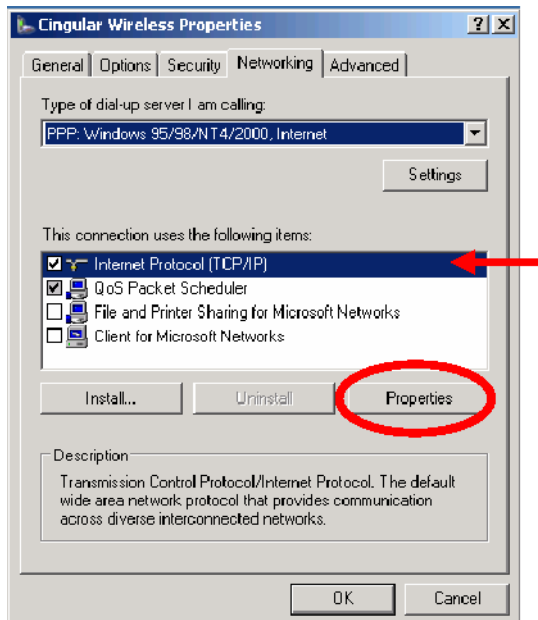 Cingular Wireless Properties
General Options Security Networking Advanced
Type of dial-up server I am calling:
PPP: Windows 95/98/NT4/2000, Internet
Settings
This connection uses the following items:
Internet Protocol (TCP/IP)
QoS Packet Scheduler
File and Printer Sharing for Microsoft Networks
Client for Microsoft Networks
Install... Uninstall Properties
Description
Transmission Control Protocol/Internet Protocol. The default
wide area network protocol that provides communication
across diverse interconnected networks.
OK Cancel